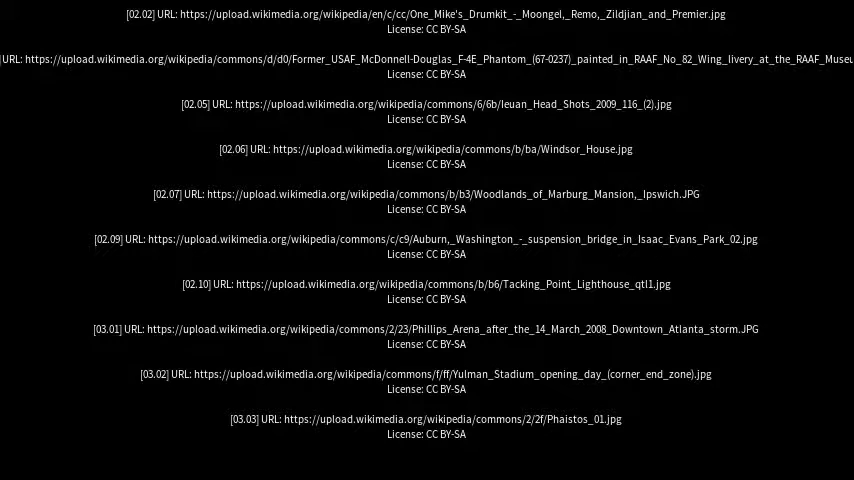 [02.02] URL: https://upload.wikimedia.org/wikipedia/en/c/cc/One_Mike's_Drumkit_-_Moongel,_Remo,_Zildjian_and_Premier.jpg
License: CC BY-SA
URL: https://upload.wikimedia.org/wikipedia/commons/d/d0/Former_USAF_McDonnell-Douglas_F-4E_Phantom_(67-0237)_painted_in_RAAF_No_82_Wing_livery_at_the_RAAF_Museu
License: CC BY-SA
[02.05] URL: https://upload.wikimedia.org/wikipedia/commons/6/6b/Ieuan_Head_Shots_2009_116_(2).jpg
License: CC BY-SA
[02.06] URL: https://upload.wikimedia.org/wikipedia/commons/b/ba/Windsor_House.jpg
License: CC BY-SA
[02.07] URL: https://upload.wikimedia.org/wikipedia/commons/b/b3/Woodlands_of_Marburg_Mansion,_Ipswich.JPG
License: CC BY-SA
[02.09] URL: https://upload.wikimedia.org/wikipedia/commons/c/c9/Auburn,_Washington_-_suspension_bridge_in_Isaac_Evans_Park_02.jpg
License: CC BY-SA
[02.10] URL: https://upload.wikimedia.org/wikipedia/commons/b/b6/Tacking_Point_Lighthouse_qtl1.jpg
License: CC BY-SA
[03.01] URL: https://upload.wikimedia.org/wikipedia/commons/2/23/Phillips_Arena_after_the_14_March_2008_Downtown_Atlanta_storm.JPG
License: CC BY-SA
[03.02] URL: https://upload.wikimedia.org/wikipedia/commons/f/ff/Yulman_Stadium_opening_day_(corner_end_zone).jpg
License: CC BY-SA
[03.03] URL: https://upload.wikimedia.org/wikipedia/commons/2/2f/Phaistos_01.jpg
License: CC BY-SA